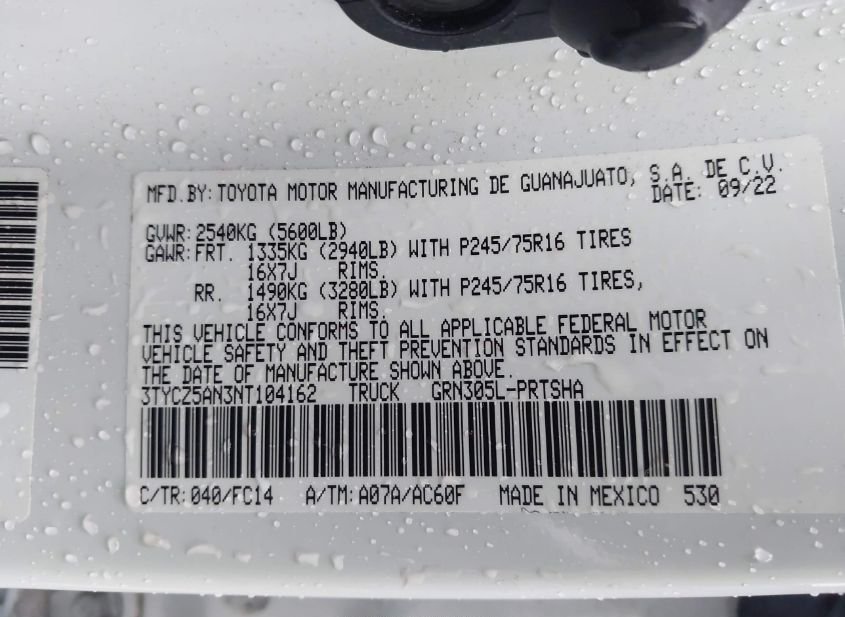 MFD.BY: TOYOTA MOTOR MANUFACTURING DE GUANAJUATO, S.A. DE C.V.
DATE: 09/22
GVWR: 2540KG (5600LB)
GAWR: FRT. 1335KG (2940LB) WITH P245/75R16 TIRES
16X7J RIMS.
RR. 1490KG (3280LB) WITH P245/75R16 TIRES,
16X7J RIMS.
THIS VEHICLE CONFORMS TO ALL APPLICABLE FEDERAL MOTOR
VEHICLE SAFETY AND THEFT PREVENTION STANDARDS IN EFFECT ON
THE DATE OF MANUFACTURE SHOWN ABOVE.
3TYCZ5AN3NT104162 TRUCK GRN305L-PRTSHA
C/TR: 040/FC14 A/TM: A07A/AC60F MADE IN MEXICO 530